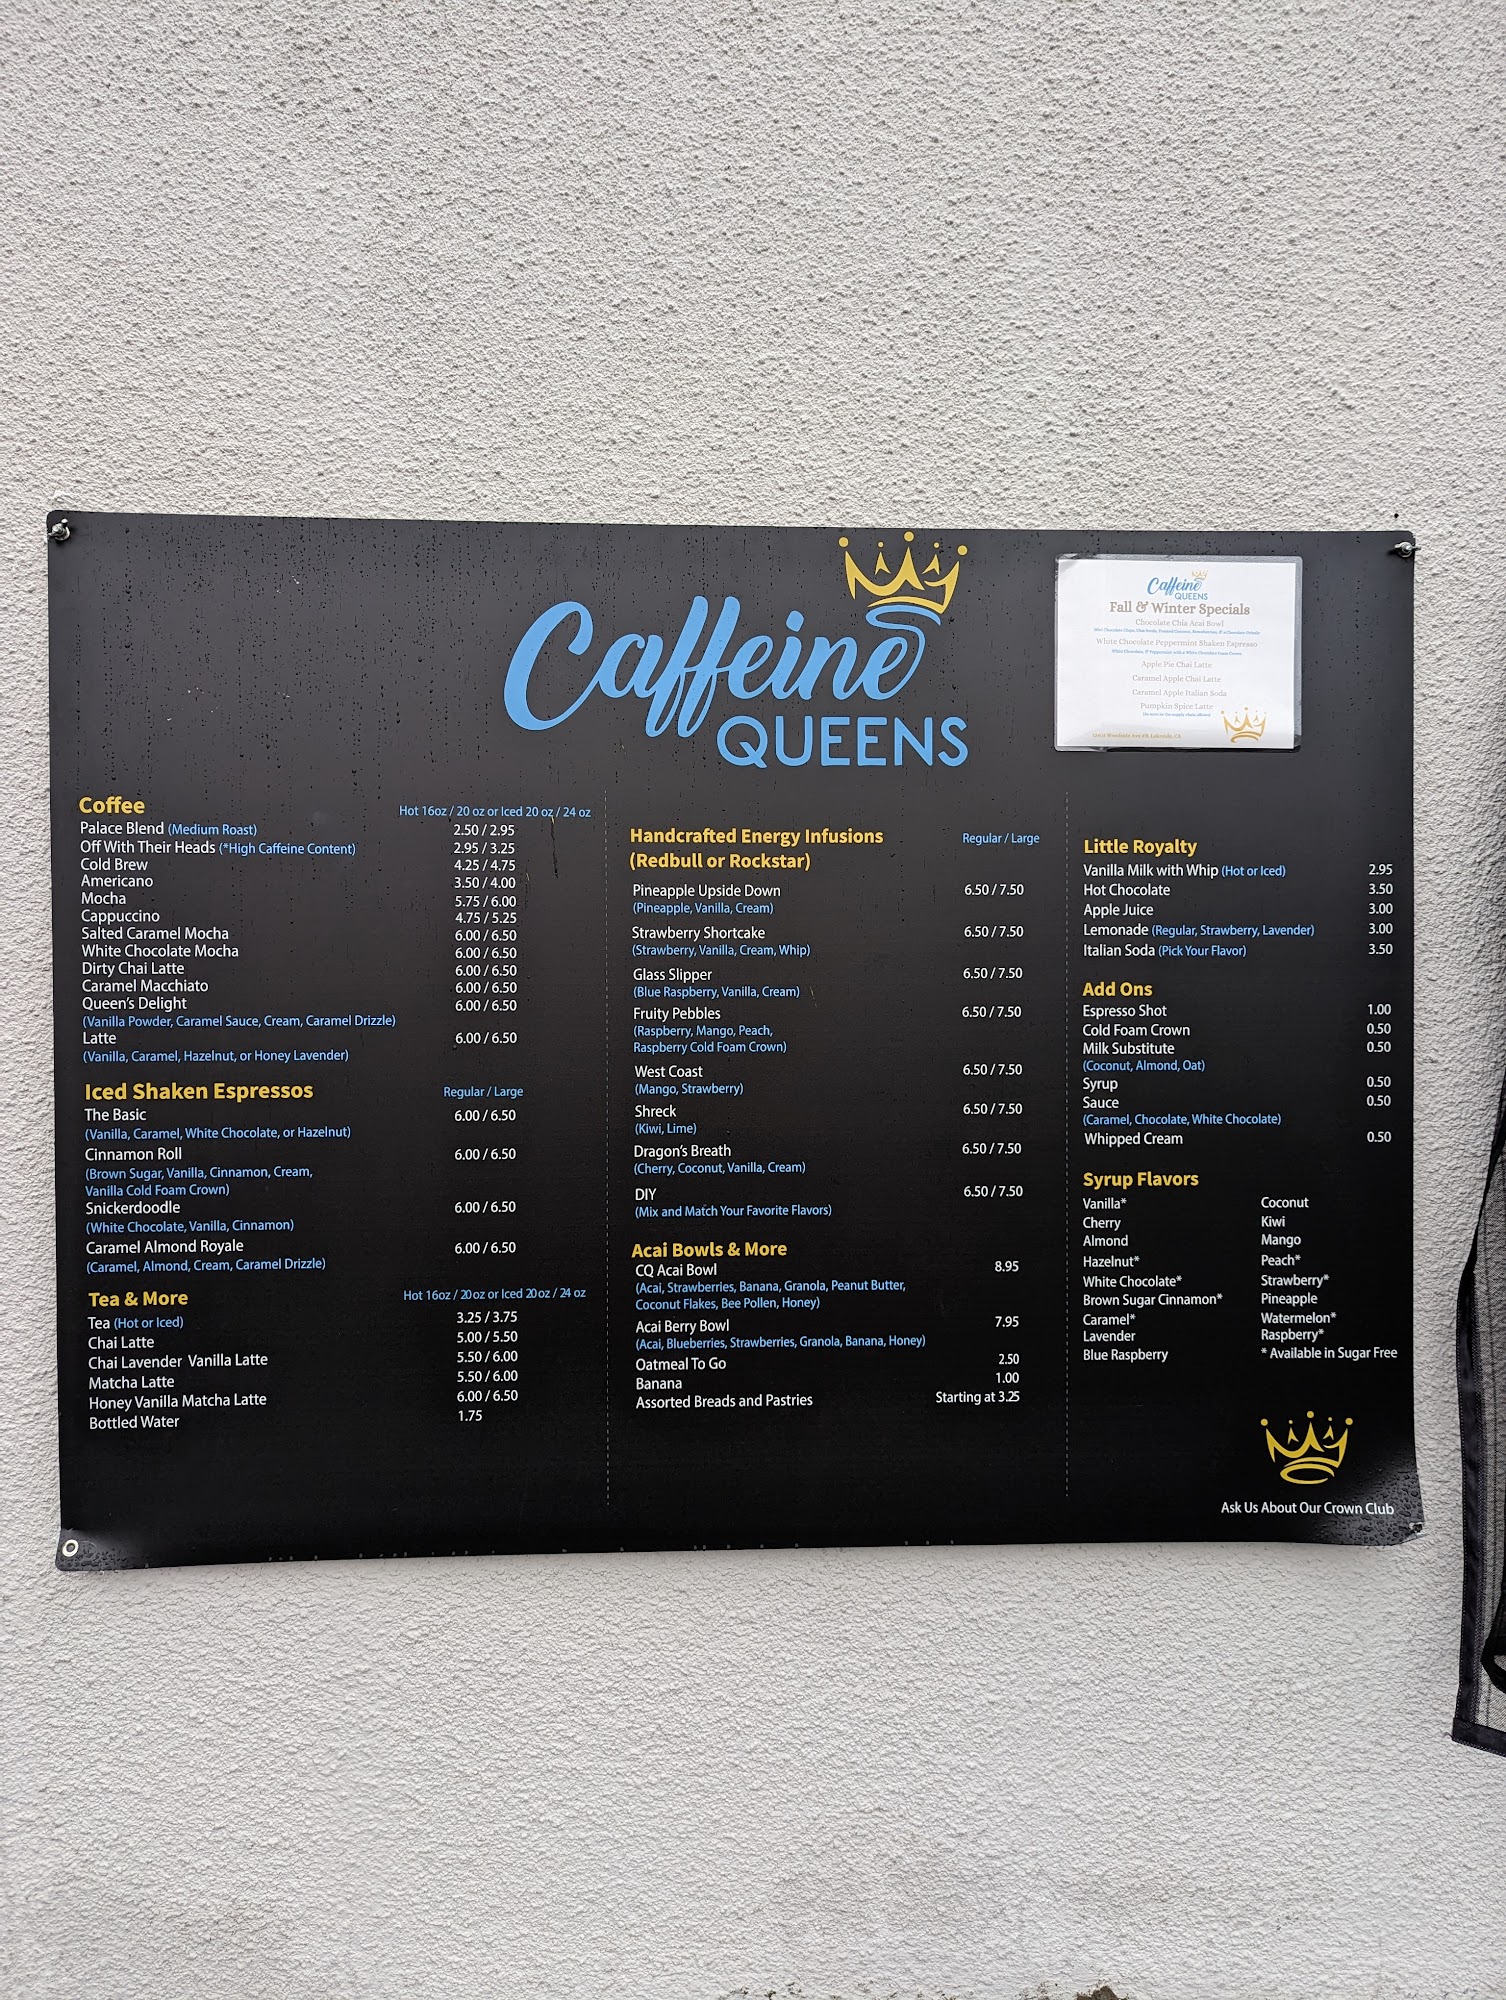 Caffeine
QUEENS
Caffeine
QUEENS
Fall & Winter Specials
Chocolate Chia Acai Bowl
White Chocolate Peppermint Shaken Espresso
White Chocolate, & Peppermint with a White Chocolate Foam Crown
Apple Pie Chai Latte
Caramel Apple Chai Latte
Caramel Apple Italian Soda
Pumpkin Spice Latte
Woodside Ave Lakeside, CA
Coffee Hot 16oz / 20 oz or Iced 20 oz / 24 oz
Palace Blend (Medium Roast) 2.50 / 2.95
Off With Their Heads (*High Caffeine Content) 2.95 / 3.25
Cold Brew 4.25 / 4.75
Americano 3.50 / 4.00
Mocha 5.75 / 6.00
Cappuccino 4.75 / 5.25
Salted Caramel Mocha 6.00 / 6.50
White Chocolate Mocha 6.00 / 6.50
Dirty Chai Latte 6.00 / 6.50
Caramel Macchiato 6.00 / 6.50
Queen's Delight 6.00 / 6.50
(Vanilla Powder, Caramel Sauce, Cream, Caramel Drizzle)
Latte 6.00 / 6.50
(Vanilla, Caramel, Hazelnut, or Honey Lavender)
Iced Shaken Espressos Regular / Large
The Basic 6.00 / 6.50
(Vanilla, Caramel, White Chocolate, or Hazelnut)
Cinnamon Roll 6.00 / 6.50
(Brown Sugar, Vanilla, Cinnamon, Cream,
Vanilla Cold Foam Crown)
Snickerdoodle 6.00 / 6.50
(White Chocolate, Vanilla, Cinnamon)
Caramel Almond Royale 6.00 / 6.50
(Caramel, Almond, Cream, Caramel Drizzle)
Tea & More Hot 16oz / 20 oz or Iced 20 oz / 24 oz
Tea (Hot or Iced) 3.25 / 3.75
Chai Latte 5.00 / 5.50
Chai Lavender Vanilla Latte 5.50 / 6.00
Matcha Latte 5.50 / 6.00
Honey Vanilla Matcha Latte 6.00 / 6.50
Bottled Water 1.75
Handcrafted Energy Infusions Regular / Large
(Redbull or Rockstar)
Pineapple Upside Down 6.50 / 7.50
(Pineapple, Vanilla, Cream)
Strawberry Shortcake 6.50 / 7.50
(Strawberry, Vanilla, Cream, Whip)
Glass Slipper 6.50 / 7.50
(Blue Raspberry, Vanilla, Cream)
Fruity Pebbles 6.50 / 7.50
(Raspberry, Mango, Peach,
Raspberry Cold Foam Crown)
West Coast 6.50 / 7.50
(Mango, Strawberry)
Shreck 6.50 / 7.50
(Kiwi, Lime)
Dragon's Breath 6.50 / 7.50
(Cherry, Coconut, Vanilla, Cream)
DIY 6.50 / 7.50
(Mix and Match Your Favorite Flavors)
Acai Bowls & More
CQ Acai Bowl 8.95
(Acai, Strawberries, Banana, Granola, Peanut Butter,
Coconut Flakes, Bee Pollen, Honey)
Acai Berry Bowl 7.95
(Acai, Blueberries, Strawberries, Granola, Banana, Honey)
Oatmeal To Go 2.50
Banana 1.00
Assorted Breads and Pastries Starting at 3.25
Little Royalty
Vanilla Milk with Whip (Hot or Iced) 2.95
Hot Chocolate 3.50
Apple Juice 3.00
Lemonade (Regular, Strawberry, Lavender) 3.00
Italian Soda (Pick Your Flavor) 3.50
Add Ons
Espresso Shot 1.00
Cold Foam Crown 0.50
Milk Substitute 0.50
(Coconut, Almond, Oat)
Syrup 0.50
Sauce 0.50
(Caramel, Chocolate, White Chocolate)
Whipped Cream 0.50
Syrup Flavors
Vanilla* Coconut
Cherry Kiwi
Almond Mango
Hazelnut* Peach*
White Chocolate* Strawberry*
Brown Sugar Cinnamon* Pineapple
Caramel* Watermelon*
Lavender Raspberry*
Blue Raspberry * Available in Sugar Free
Ask Us About Our Crown Club